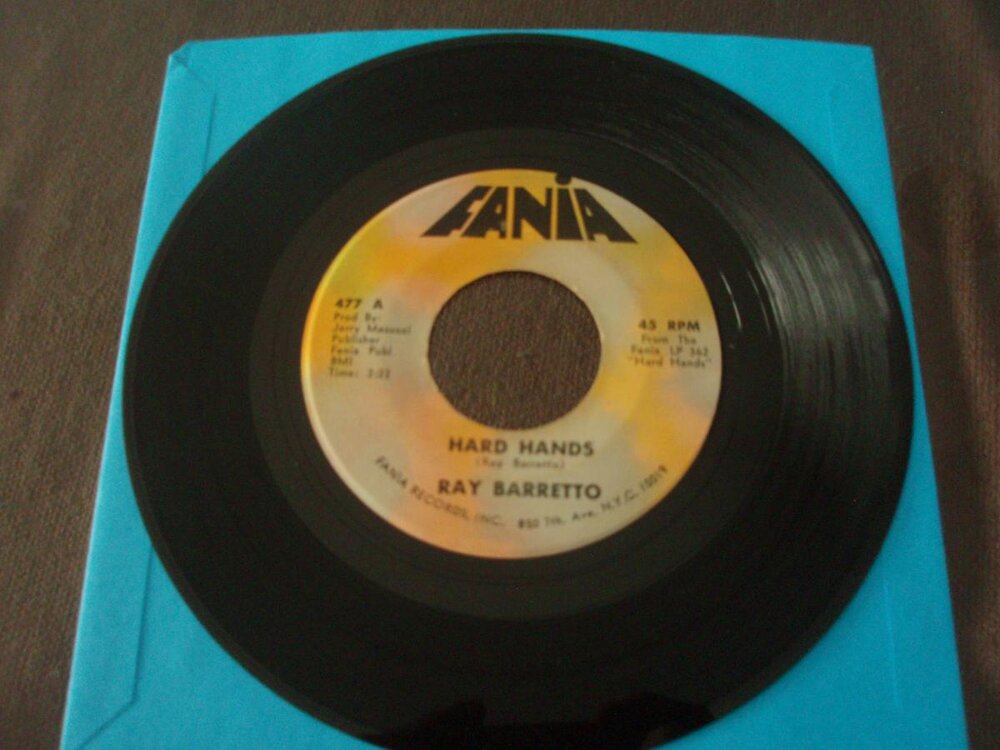 FANIA
477 A
Prod By:
Jerry Masucci
Publisher
Fania Publ.
BMI
Time: 2:22
45 RPM
From The
Fania LP 362
"Hard Hands"
HARD HANDS
(Ray Barretto)
RAY BARRETTO
FANIA RECORDS, INC. 850 7th. Ave. N.Y.C. 10019